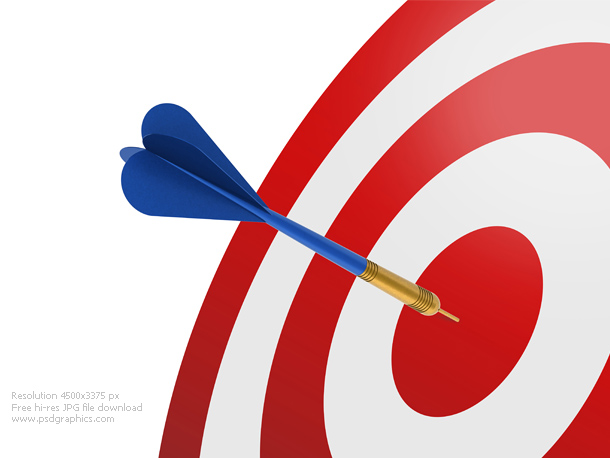 Resolution 4500x3375 px
Free hi-res JPG file download
www.psdgraphics.com